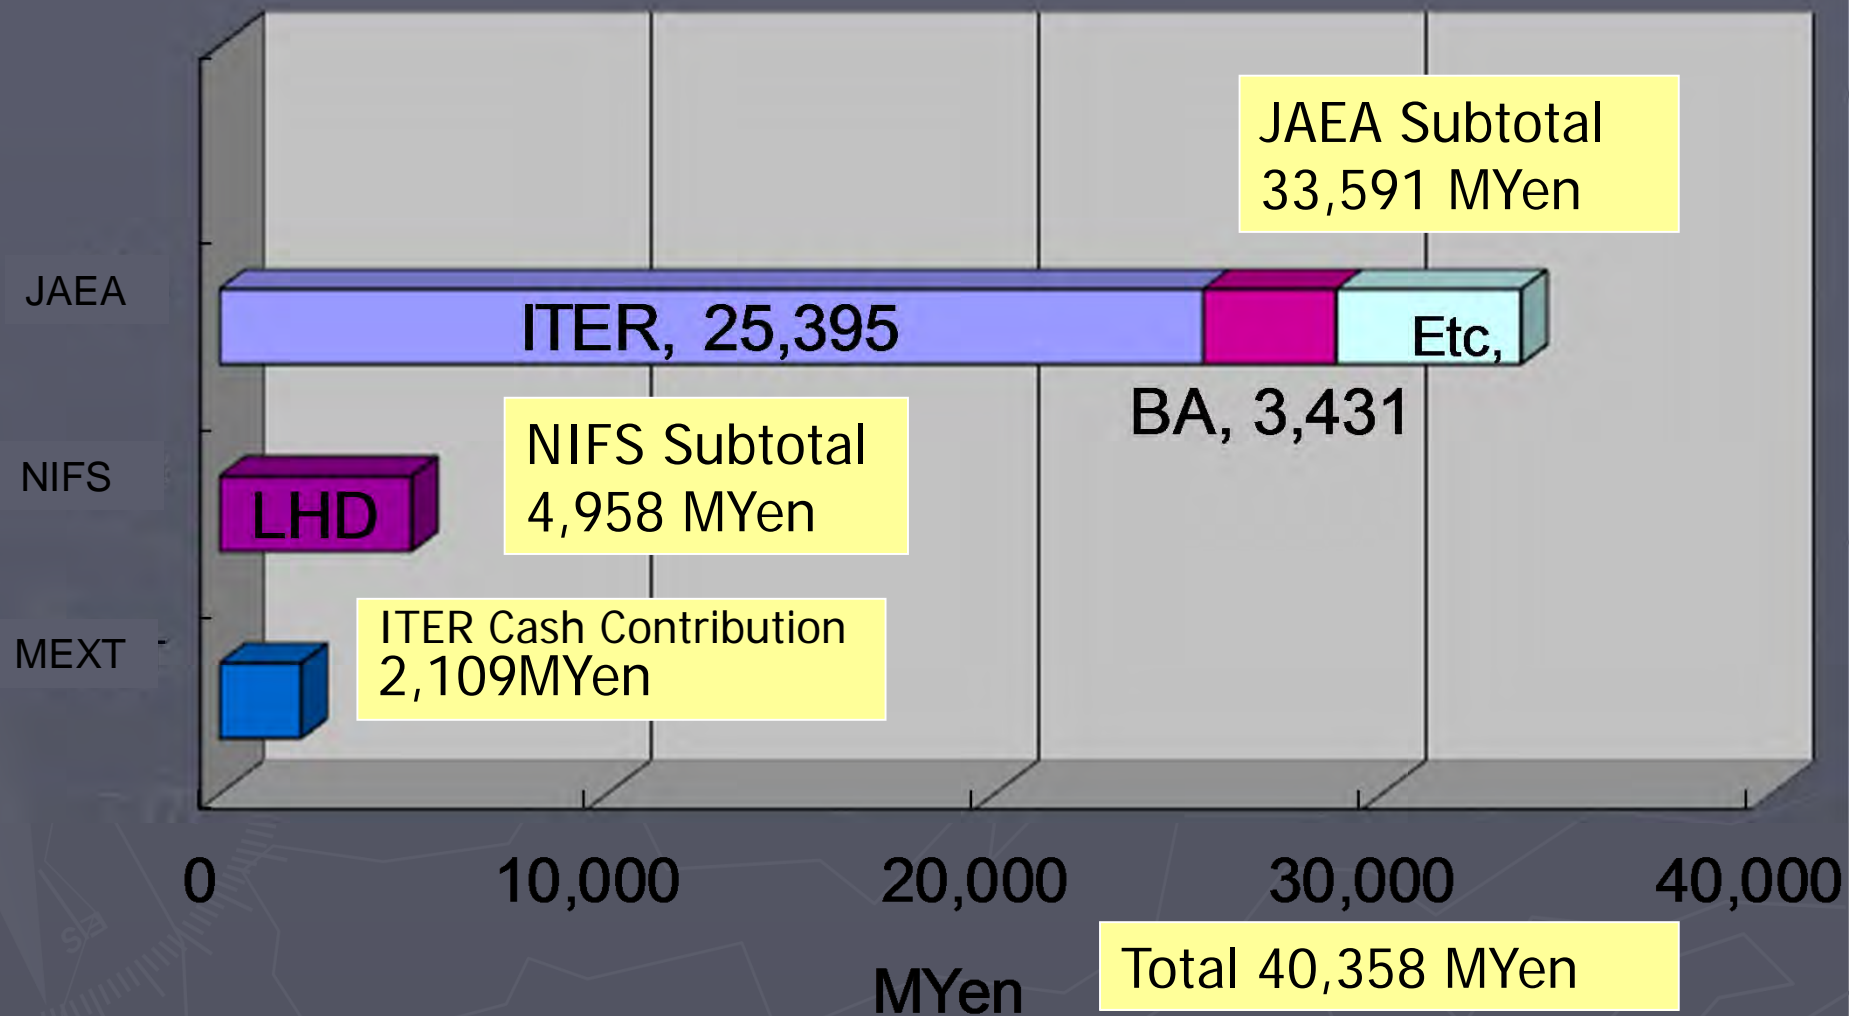 JAEA Subtotal
33,591 MYen
JAEA
ITER, 25,395
Etc,
BA, 3,431
NIFS Subtotal
4,958 MYen
NIFS
LHD
ITER Cash Contribution
2,109MYen
MEXT
0 10,000 20,000 30,000 40,000
MYen
Total 40,358 MYen